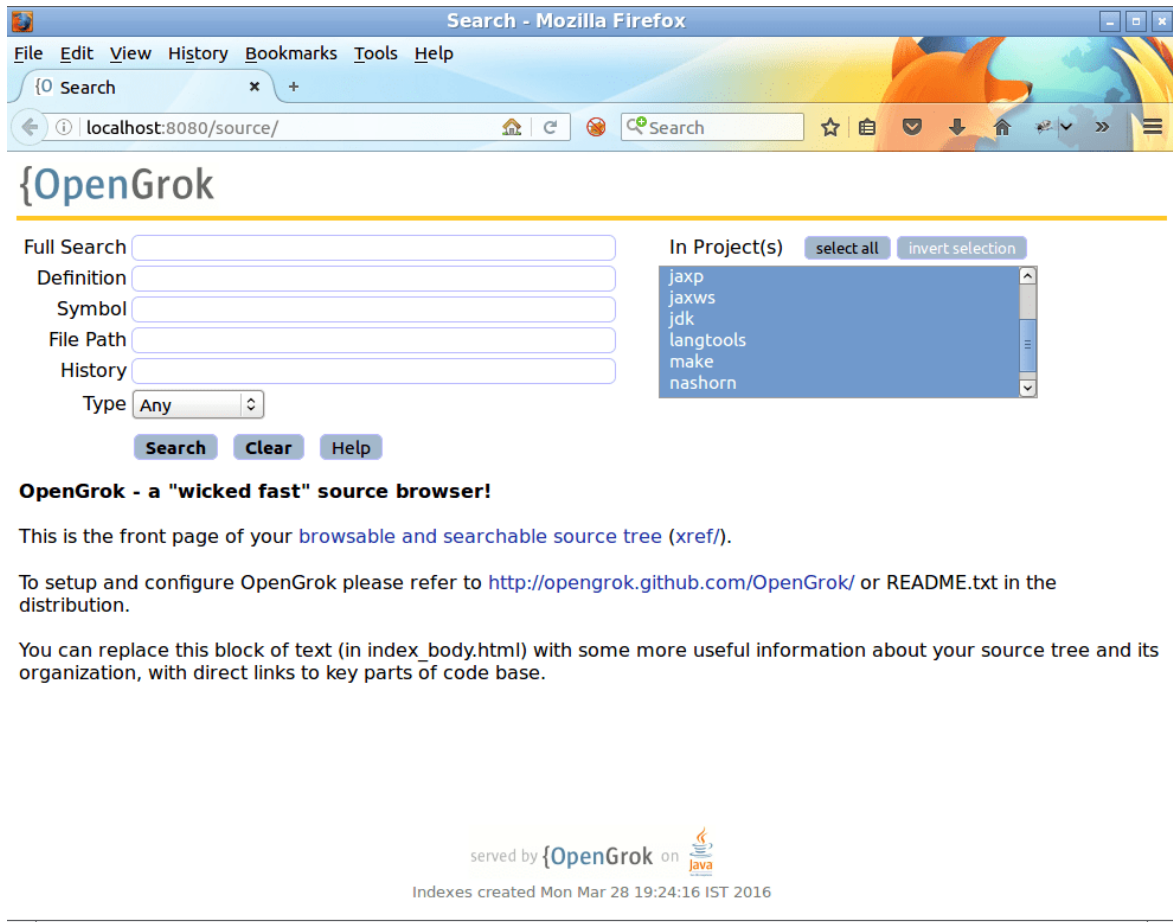 Search - Mozilla Firefox
File Edit View History Bookmarks Tools Help
{O Search
localhost:8080/source/
Search
{OpenGrok
Full Search
In Project(s) select all invert selection
Definition
Symbol
File Path
History
Type Any
jaxp
jaxws
jdk
langtools
make
nashorn
Search Clear Help
OpenGrok - a "wicked fast" source browser!
This is the front page of your browsable and searchable source tree (xref/).
To setup and configure OpenGrok please refer to http://opengrok.github.com/OpenGrok/ or README.txt in the
distribution.
You can replace this block of text (in index_body.html) with some more useful information about your source tree and its
organization, with direct links to key parts of code base.
served by {OpenGrok on Java
Indexes created Mon Mar 28 19:24:16 IST 2016